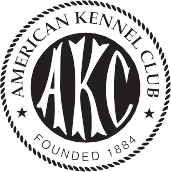 AMERICAN KENNEL CLUB
AKC
FOUNDED 1884